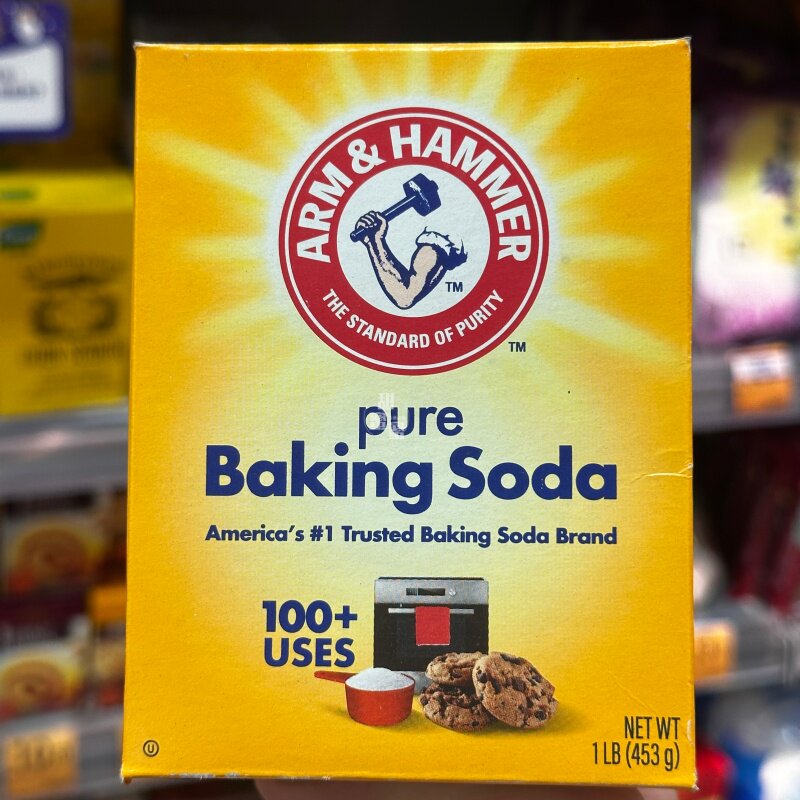 ARM & HAMMER
THE STANDARD OF PURITY
TM
TM
pure
Baking Soda
America's #1 Trusted Baking Soda Brand
100+
USES
U
NET WT
1 LB (453 g)